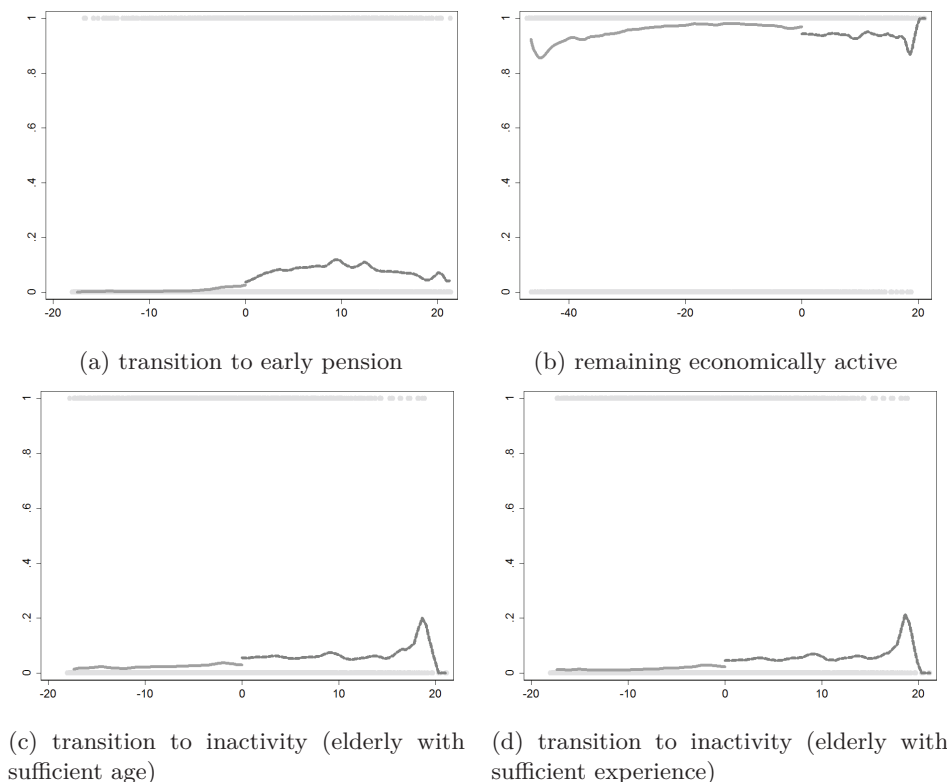 1
.8
.6
.4
.2
0
-20 -10 0 10 20
1
.8
.6
.4
.2
0
-40 -20 0 20
(a) transition to early pension
(b) remaining economically active
1
.8
.6
.4
.2
0
-20 -10 0 10 20
1
.8
.6
.4
.2
0
-20 -10 0 10 20
(c) transition to inactivity (elderly with
sufficient age)
(d) transition to inactivity (elderly with
sufficient experience)